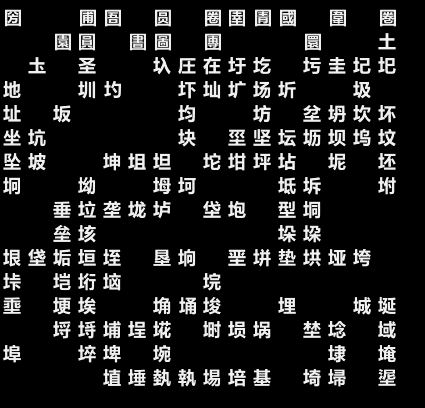 圃 圄 圆 圈 圉 圊 國 圍 圈
園 圓 圕 圖 團 圜 土
圡 圣 圦 圧 在 圩 圪 圬 圭 圮 圯
地 圳 圴 圷 圸 圹 场 圻 圾
址 坂 均 坊 坌 坍 坎 坏
坐 坑 块 坙 坚 坛 坜 坝 坞 坟
坠 坡 坤 坥 坦 坨 坩 坪 坫 坭 坯
坰 坳 坶 坷 坻 坼 坿
垂 垃 垄 垅 垆 垈 垉 型 垌
垒 垓 垛 垜
垠 垡 垢 垣 垤 垦 垧 垩 垪 垫 垬 垭 垮
垰 垲 垳 垴 垸
埀 埂 埃 埆 埇 埈 埋 城 埏
埒 埓 埔 埕 埖 埘 埙 埚 埜 埝 域
埠 埣 埤 埦 埭 埯
埴 埵 埶 執 埸 培 基 埼 埽 堊